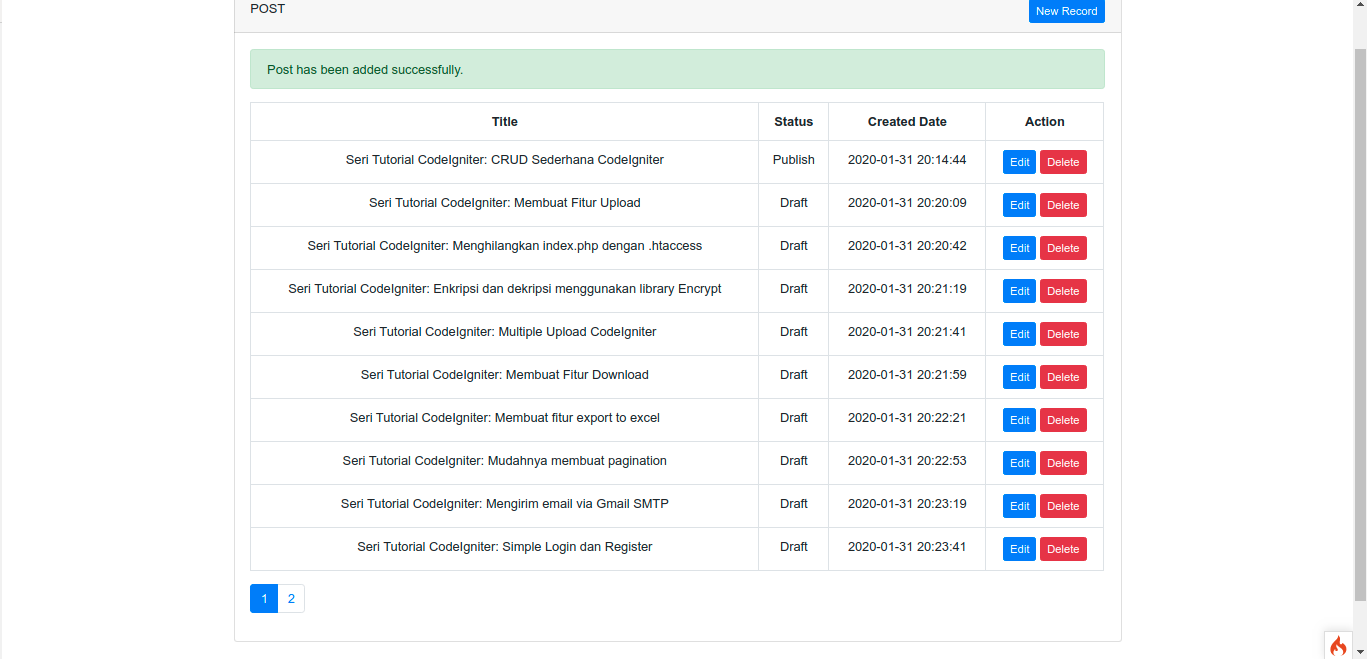 POST New Record
Post has been added successfully.
Title Status Created Date Action
Seri Tutorial CodeIgniter: CRUD Sederhana CodeIgniter Publish 2020-01-31 20:14:44 Edit Delete
Seri Tutorial CodeIgniter: Membuat Fitur Upload Draft 2020-01-31 20:20:09 Edit Delete
Seri Tutorial CodeIgniter: Menghilangkan index.php dengan .htaccess Draft 2020-01-31 20:20:42 Edit Delete
Seri Tutorial CodeIgniter: Enkripsi dan dekripsi menggunakan library Encrypt Draft 2020-01-31 20:21:19 Edit Delete
Seri Tutorial CodeIgniter: Multiple Upload CodeIgniter Draft 2020-01-31 20:21:41 Edit Delete
Seri Tutorial CodeIgniter: Membuat Fitur Download Draft 2020-01-31 20:21:59 Edit Delete
Seri Tutorial CodeIgniter: Membuat fitur export to excel Draft 2020-01-31 20:22:21 Edit Delete
Seri Tutorial CodeIgniter: Mudahnya membuat pagination Draft 2020-01-31 20:22:53 Edit Delete
Seri Tutorial CodeIgniter: Mengirim email via Gmail SMTP Draft 2020-01-31 20:23:19 Edit Delete
Seri Tutorial CodeIgniter: Simple Login dan Register Draft 2020-01-31 20:23:41 Edit Delete
1 2